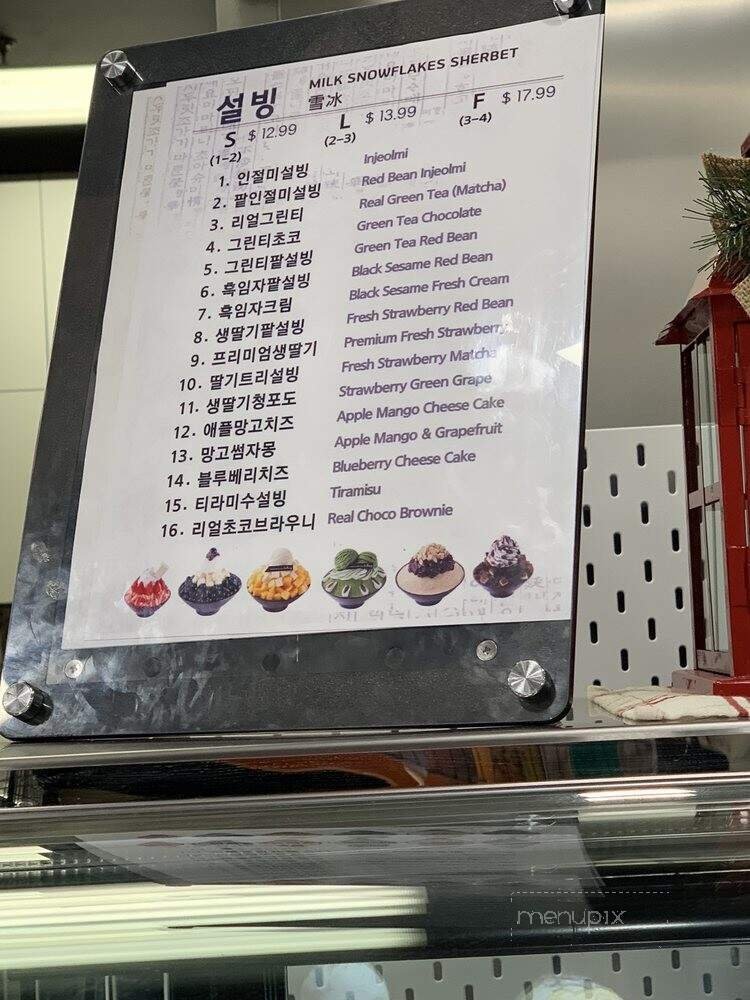 MILK SNOWFLAKES SHERBET
설빙 雪冰
S $ 12.99 L $ 13.99 F $ 17.99
(1-2) (2-3) (3-4)
1. 인절미설빙 Injeolmi
2. 팥인절미설빙 Red Bean Injeolmi
3. 리얼그린티 Real Green Tea (Matcha)
4. 그린티초코 Green Tea Chocolate
5. 그린티팥설빙 Green Tea Red Bean
6. 흑임자팥설빙 Black Sesame Red Bean
7. 흑임자크림 Black Sesame Fresh Cream
8. 생딸기팥설빙 Fresh Strawberry Red Bean
9. 프리미엄생딸기 Premium Fresh Strawberry
10. 딸기트리설빙 Fresh Strawberry Matcha
11. 생딸기청포도 Strawberry Green Grape
12. 애플망고치즈 Apple Mango Cheese Cake
13. 망고썸자몽 Apple Mango & Grapefruit
14. 블루베리치즈 Blueberry Cheese Cake
15. 티라미수설빙 Tiramisu
16. 리얼초코브라우니 Real Choco Brownie
menupix